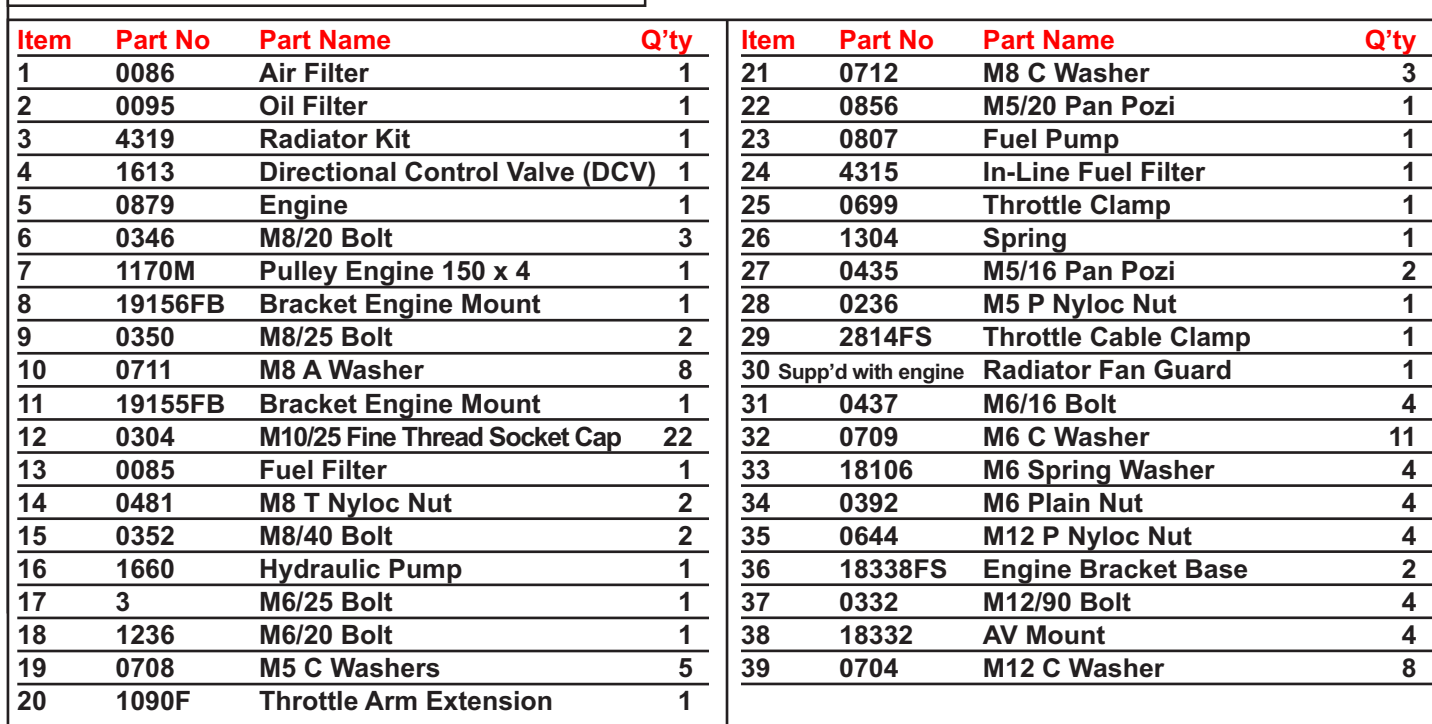 Item Part No Part Name Q’ty
1 0086 Air Filter 1
2 0095 Oil Filter 1
3 4319 Radiator Kit 1
4 1613 Directional Control Valve (DCV) 1
5 0879 Engine 1
6 0346 M8/20 Bolt 3
7 1170M Pulley Engine 150 x 4 1
8 19156FB Bracket Engine Mount 1
9 0350 M8/25 Bolt 2
10 0711 M8 A Washer 8
11 19155FB Bracket Engine Mount 1
12 0304 M10/25 Fine Thread Socket Cap 22
13 0085 Fuel Filter 1
14 0481 M8 T Nyloc Nut 2
15 0352 M8/40 Bolt 2
16 1660 Hydraulic Pump 1
17 3 M6/25 Bolt 1
18 1236 M6/20 Bolt 1
19 0708 M5 C Washers 5
20 1090F Throttle Arm Extension 1
Item Part No Part Name Q’ty
21 0712 M8 C Washer 3
22 0856 M5/20 Pan Pozi 1
23 0807 Fuel Pump 1
24 4315 In-Line Fuel Filter 1
25 0699 Throttle Clamp 1
26 1304 Spring 1
27 0435 M5/16 Pan Pozi 2
28 0236 M5 P Nyloc Nut 1
29 2814FS Throttle Cable Clamp 1
30 Supp’d with engine Radiator Fan Guard 1
31 0437 M6/16 Bolt 4
32 0709 M6 C Washer 11
33 18106 M6 Spring Washer 4
34 0392 M6 Plain Nut 4
35 0644 M12 P Nyloc Nut 4
36 18338FS Engine Bracket Base 2
37 0332 M12/90 Bolt 4
38 18332 AV Mount 4
39 0704 M12 C Washer 8